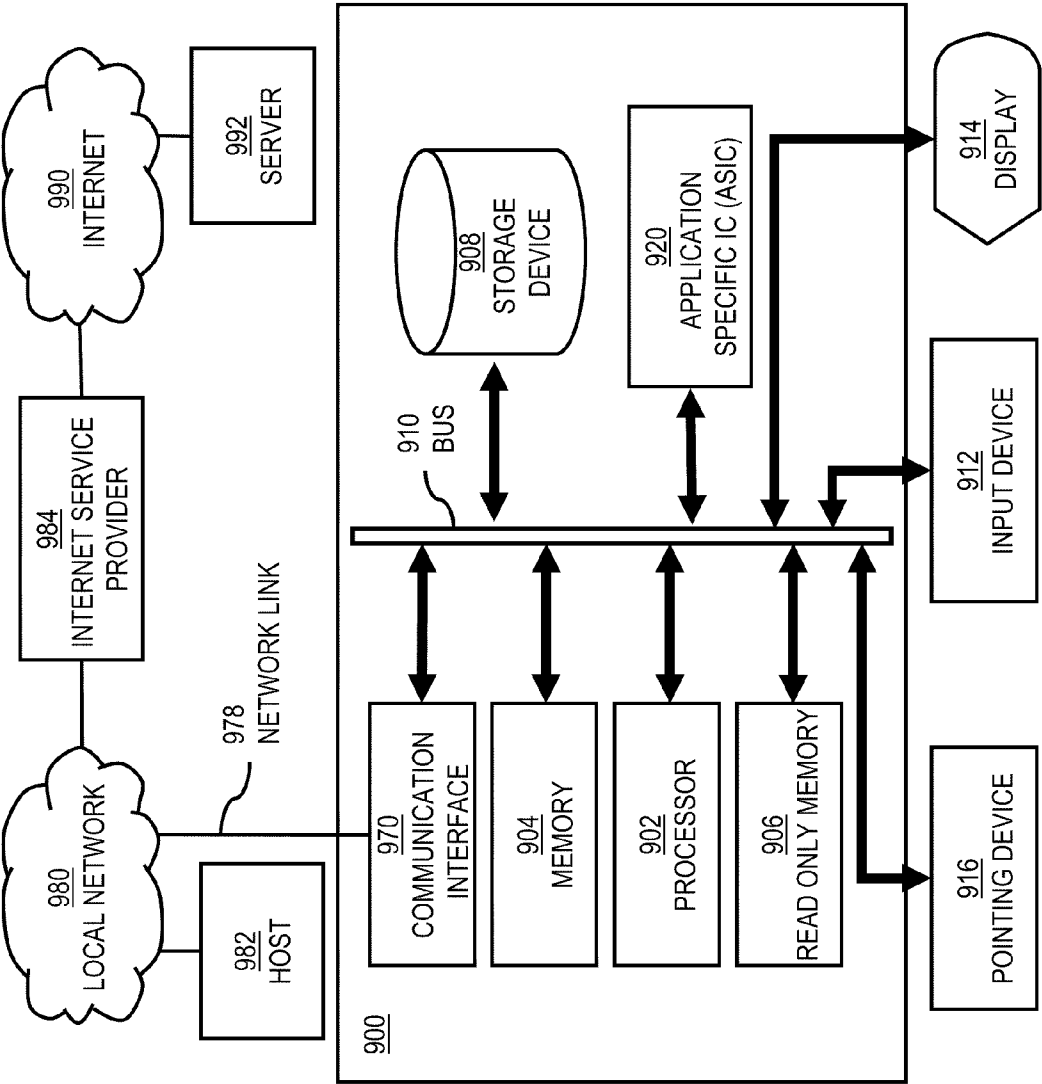 900
970
COMMUNICATION
INTERFACE
904
MEMORY
902
PROCESSOR
906
READ ONLY MEMORY
910
BUS
908
STORAGE
DEVICE
920
APPLICATION
SPECIFIC IC (ASIC)
916
POINTING DEVICE
912
INPUT DEVICE
914
DISPLAY
978
NETWORK LINK
980
LOCAL NETWORK
982
HOST
984
INTERNET SERVICE
PROVIDER
990
INTERNET
992
SERVER